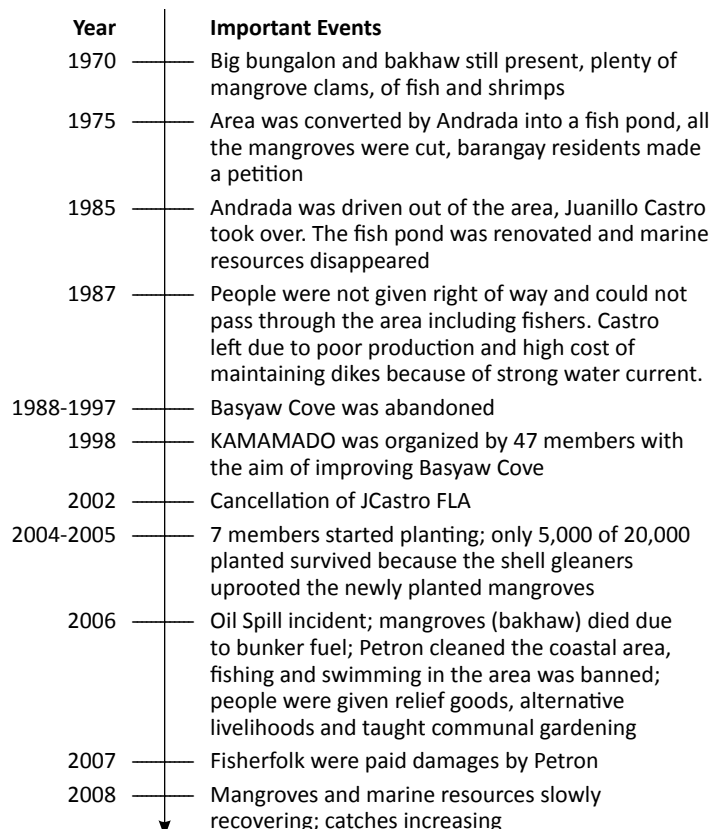 Year Important Events
1970 Big bungalon and bakhaw still present, plenty of
mangrove clams, of fish and shrimps
1975 Area was converted by Andrada into a fish pond, all
the mangroves were cut, barangay residents made
a petition
1985 Andrada was driven out of the area, Juanillo Castro
took over. The fish pond was renovated and marine
resources disappeared
1987 People were not given right of way and could not
pass through the area including fishers. Castro
left due to poor production and high cost of
maintaining dikes because of strong water current.
1988-1997 Basyaw Cove was abandoned
1998 KAMAMADO was organized by 47 members with
the aim of improving Basyaw Cove
2002 Cancellation of JCastro FLA
2004-2005 7 members started planting; only 5,000 of 20,000
planted survived because the shell gleaners
uprooted the newly planted mangroves
2006 Oil Spill incident; mangroves (bakhaw) died due
to bunker fuel; Petron cleaned the coastal area,
fishing and swimming in the area was banned;
people were given relief goods, alternative
livelihoods and taught communal gardening
2007 Fisherfolk were paid damages by Petron
2008 Mangroves and marine resources slowly
recovering; catches increasing